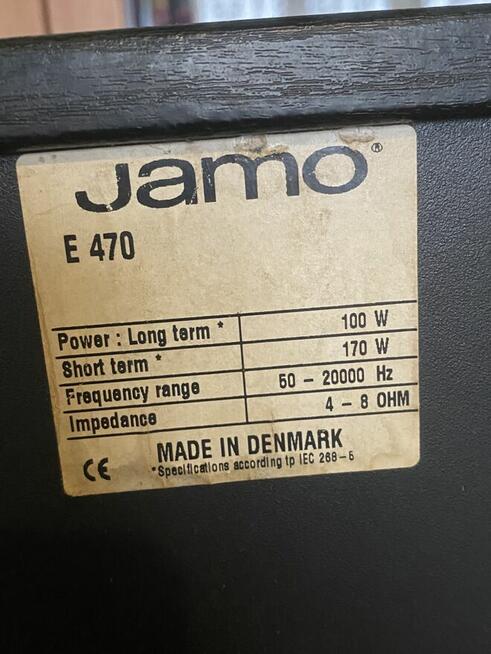 Jamo®
E 470
Power : Long term * 100 W
Short term * 170 W
Frequency range 50 – 20000 Hz
Impedance 4 – 8 OHM
MADE IN DENMARK
CE *Specifications according tp IEC 268–5